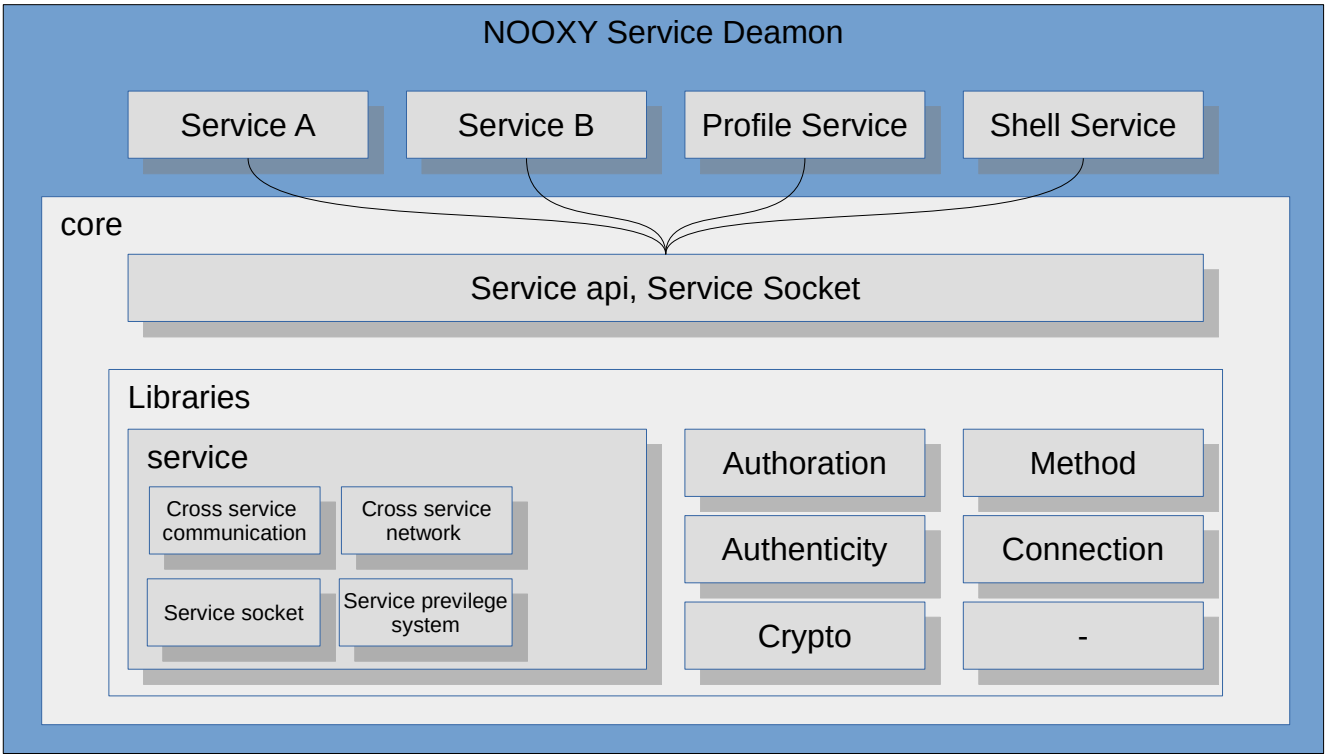 NOOXY Service Deamon
Service A
Service B
Profile Service
Shell Service
core
Service api, Service Socket
Libraries
service
Cross service
communication
Cross service
network
Service socket
Service previlege
system
Authoration
Method
Authenticity
Connection
Crypto
-